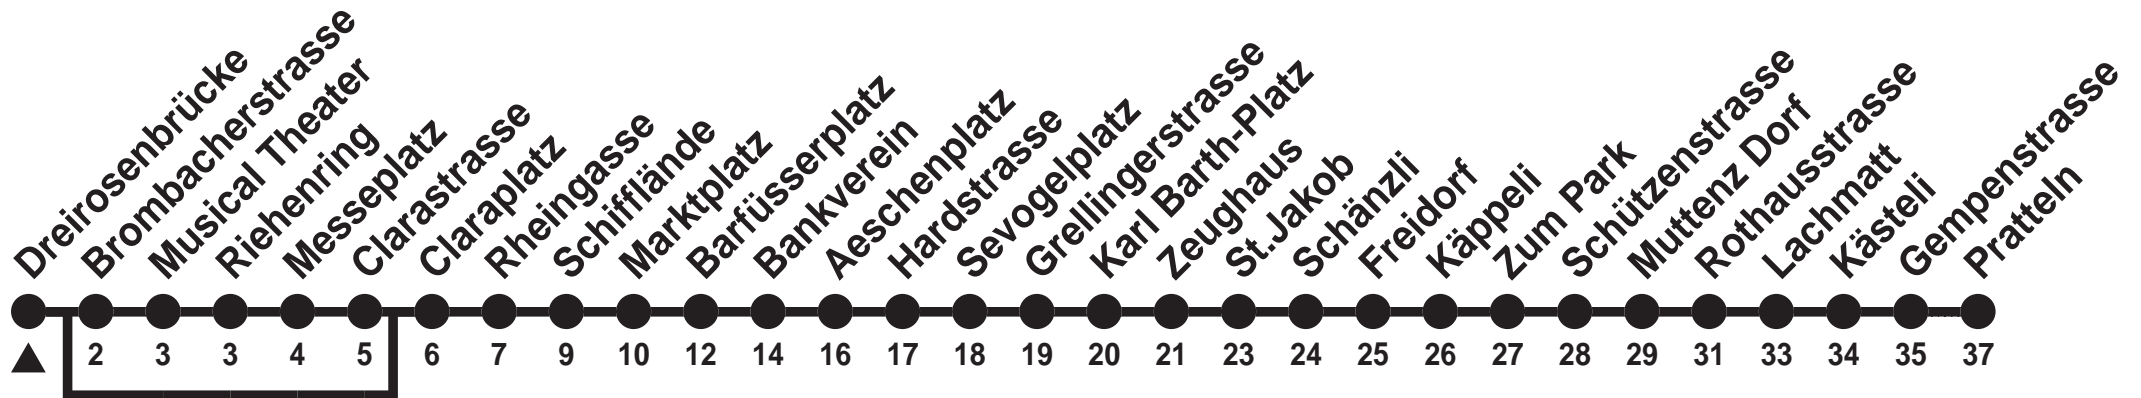 Dreirosenbrücke
Brombacherstrasse
Musical Theater
Riehenring
Messeplatz
Clarastrasse
Claraplatz
Rheingasse
Schifflände
Marktplatz
Barfüsserplatz
Bankverein
Aeschenplatz
Hardstrasse
Sevogelplatz
Grellingerstrasse
Karl Barth-Platz
Zeughaus
St.Jakob
Schänzli
Freidorf
Käppeli
Zum Park
Schützenstrasse
Muttenz Dorf
Rothausstrasse
Lachmatt
Kästeli
Gempenstrasse
Pratteln
2 3 3 4 5 6 7 9 10 12 14 16 17 18 19 20 21 23 24 25 26 27 28 29 31 33 34 35 37